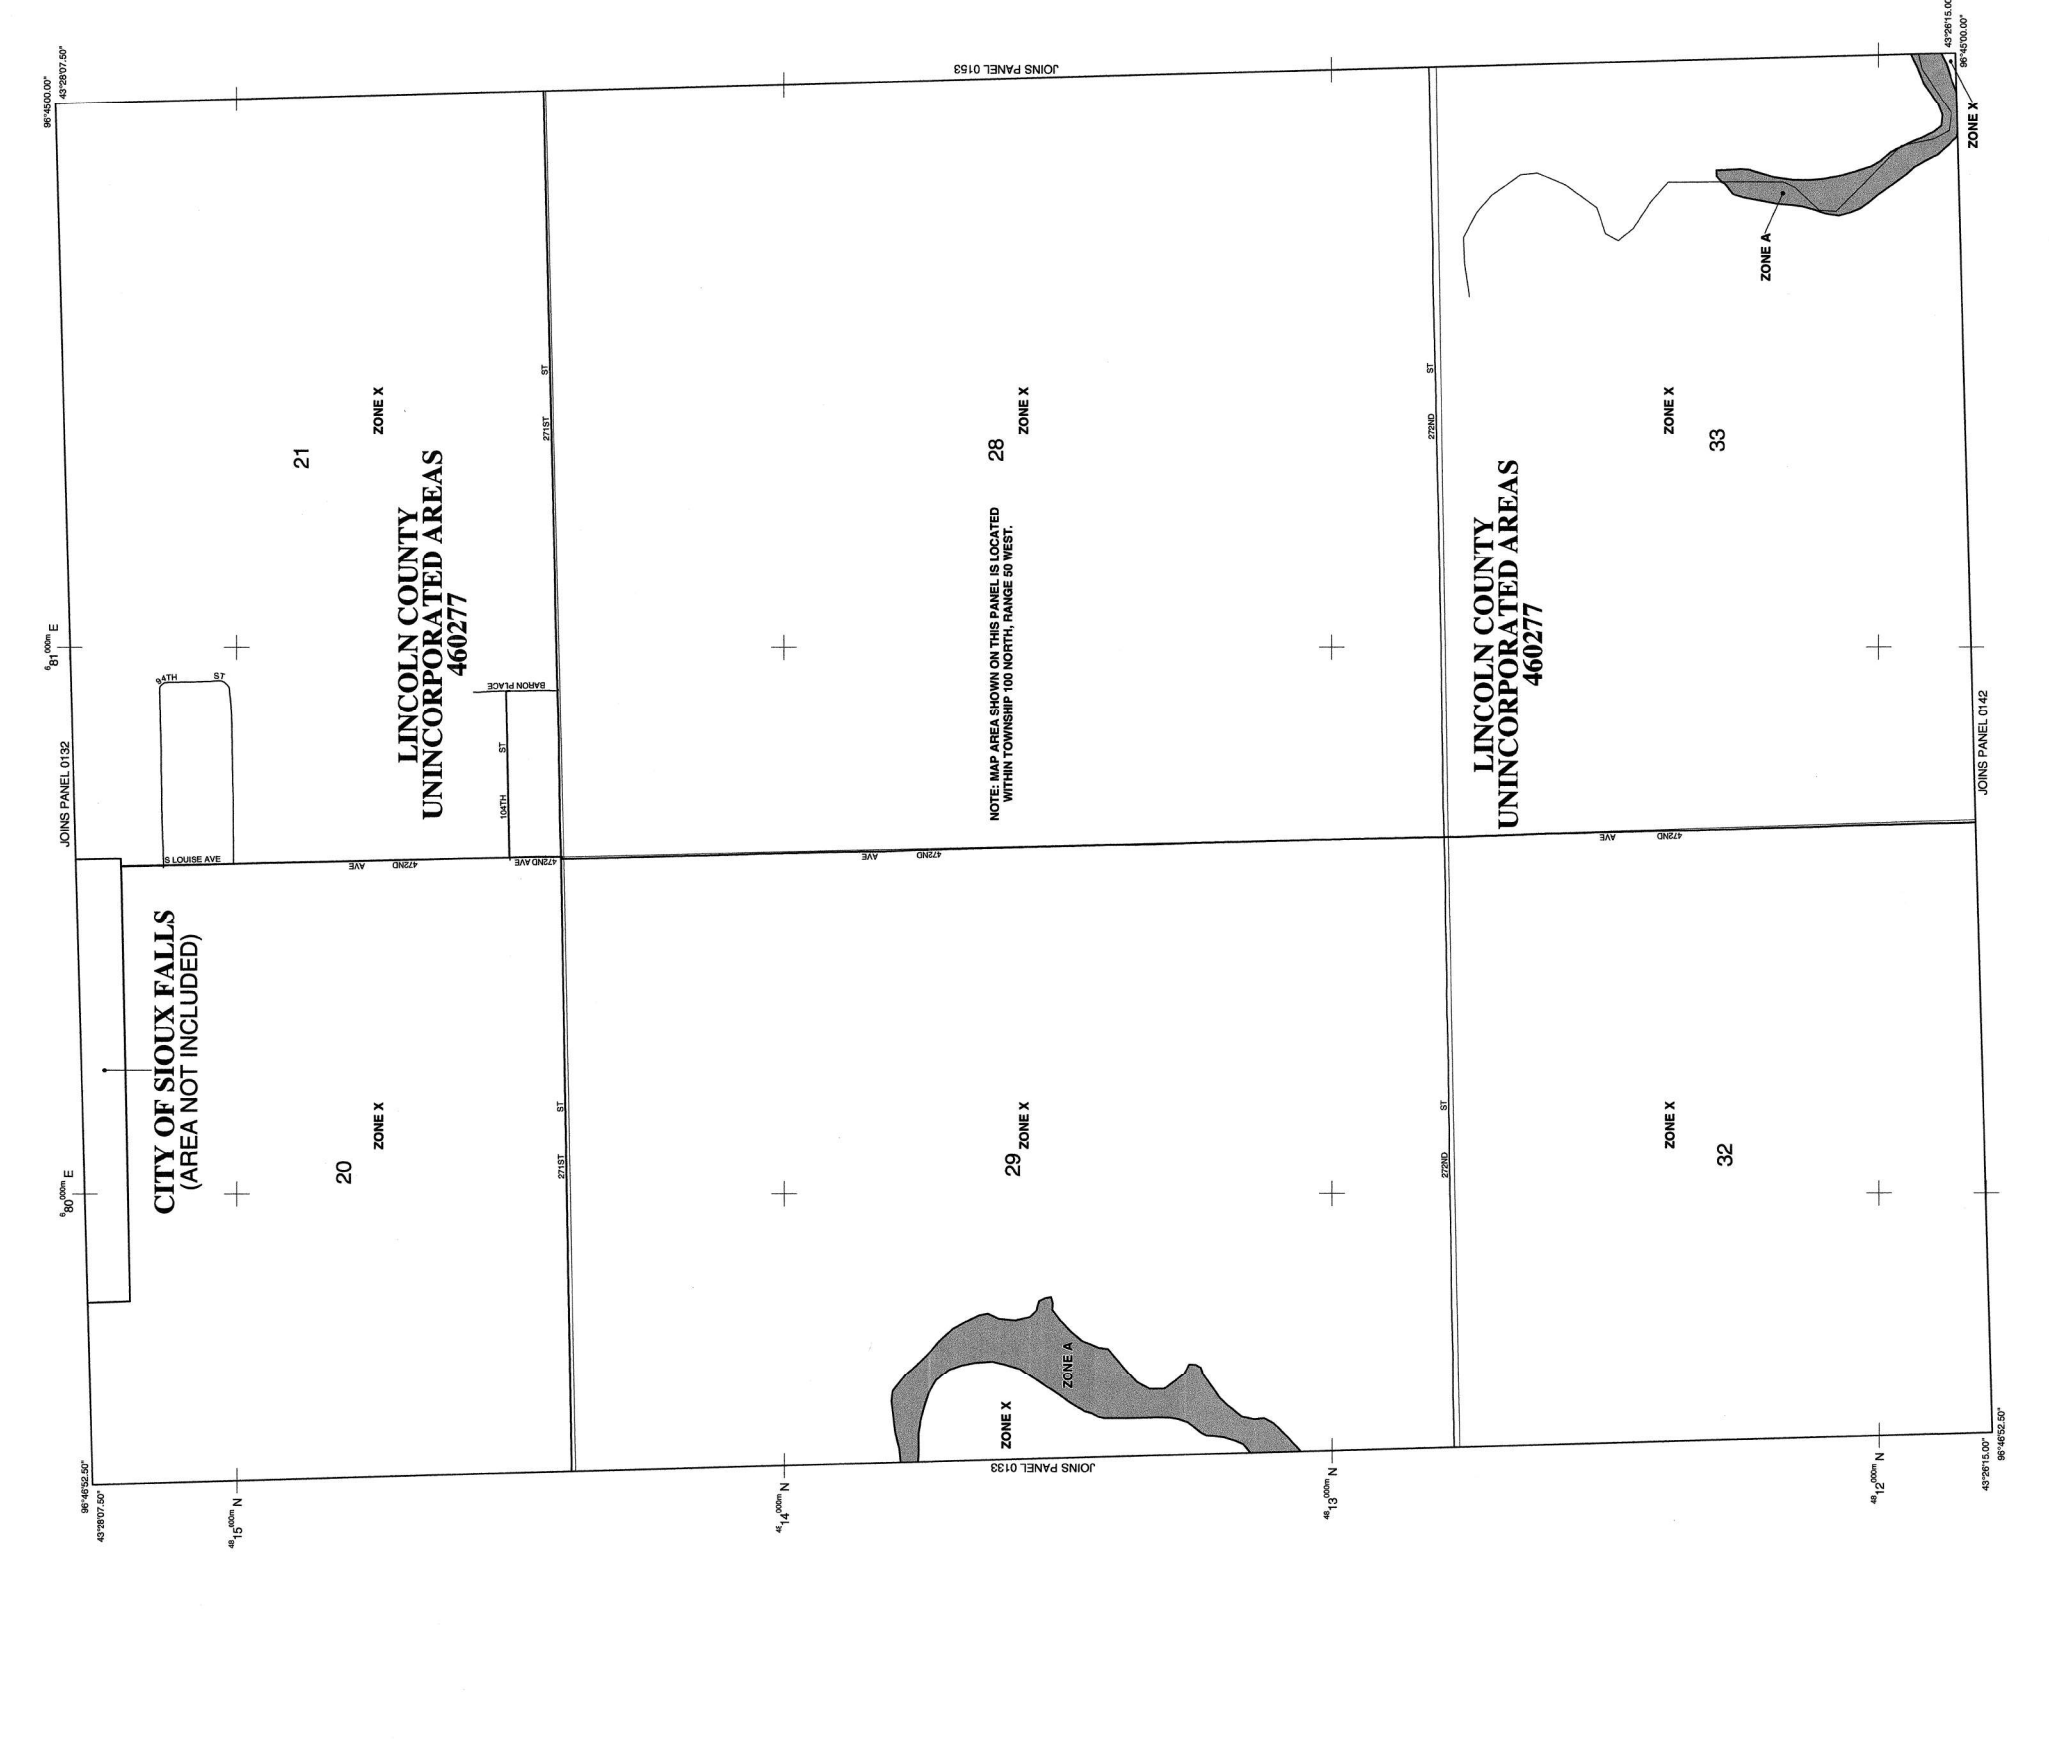 96°46'52.50"
43°28'07.50"
⁶80⁰⁰⁰ᵐ E
JOINS PANEL 0132
⁶81⁰⁰⁰ᵐ E
96°45'00.00"
43°28'07.50"
CITY OF SIOUX FALLS
(AREA NOT INCLUDED)
S LOUISE AVE
94TH ST
⁴⁸15⁰⁰⁰ᵐ N
20
ZONE X
21
ZONE X
472ND AVE
LINCOLN COUNTY
UNINCORPORATED AREAS
460277
104TH ST
BARON PLACE
472ND AVE
271ST ST
271ST ST
472ND AVE
⁴⁸14⁰⁰⁰ᵐ N
JOINS PANEL 0133
JOINS PANEL 0153
ZONE X
ZONE A
29
ZONE X
NOTE: MAP AREA SHOWN ON THIS PANEL IS LOCATED
WITHIN TOWNSHIP 100 NORTH, RANGE 50 WEST.
28
ZONE X
⁴⁸13⁰⁰⁰ᵐ N
272ND ST
272ND ST
LINCOLN COUNTY
UNINCORPORATED AREAS
460277
472ND AVE
ZONE X
32
ZONE X
33
ZONE A
⁴⁸12⁰⁰⁰ᵐ N
ZONE X
43°26'15.00"
96°46'52.50"
JOINS PANEL 0142
43°26'15.00"
96°45'00.00"